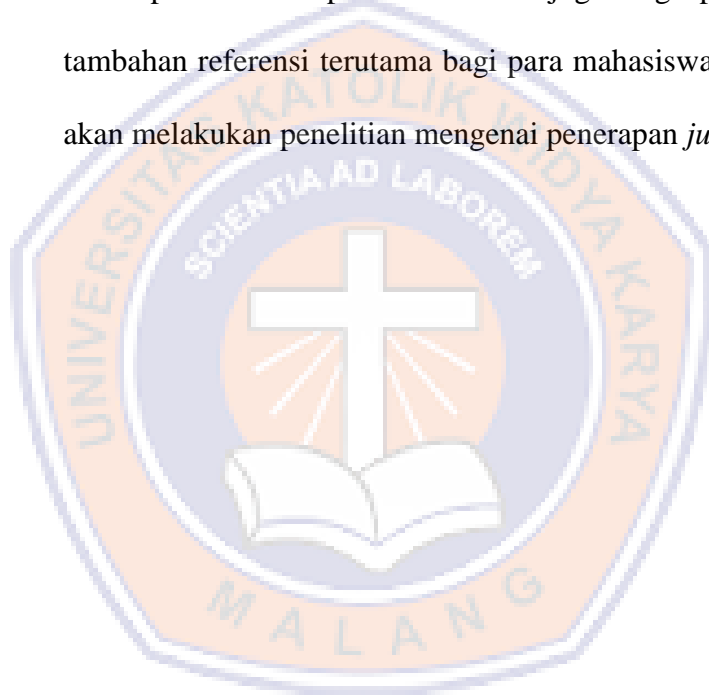 tambahan referensi terutama bagi para mahasiswa
akan melakukan penelitian mengenai penerapan ju
UNIVERSITAS KATOLIK WIDYA KARYA
SCIENTIA AD LABOREM
MALANG